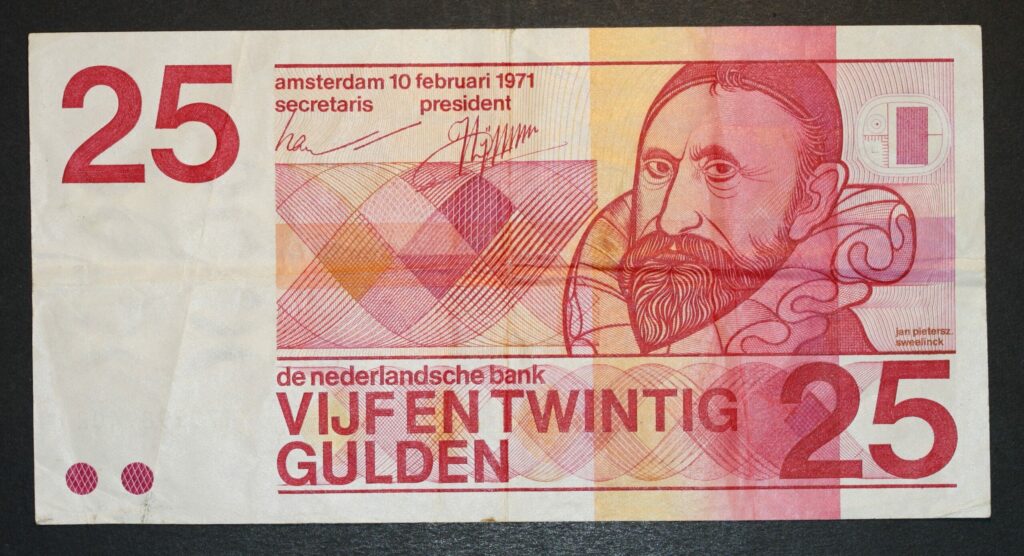 25
amsterdam 10 februari 1971
secretaris president
jan pietersz.
sweelinck
de nederlandsche bank
VIJF EN TWINTIG
GULDEN
25